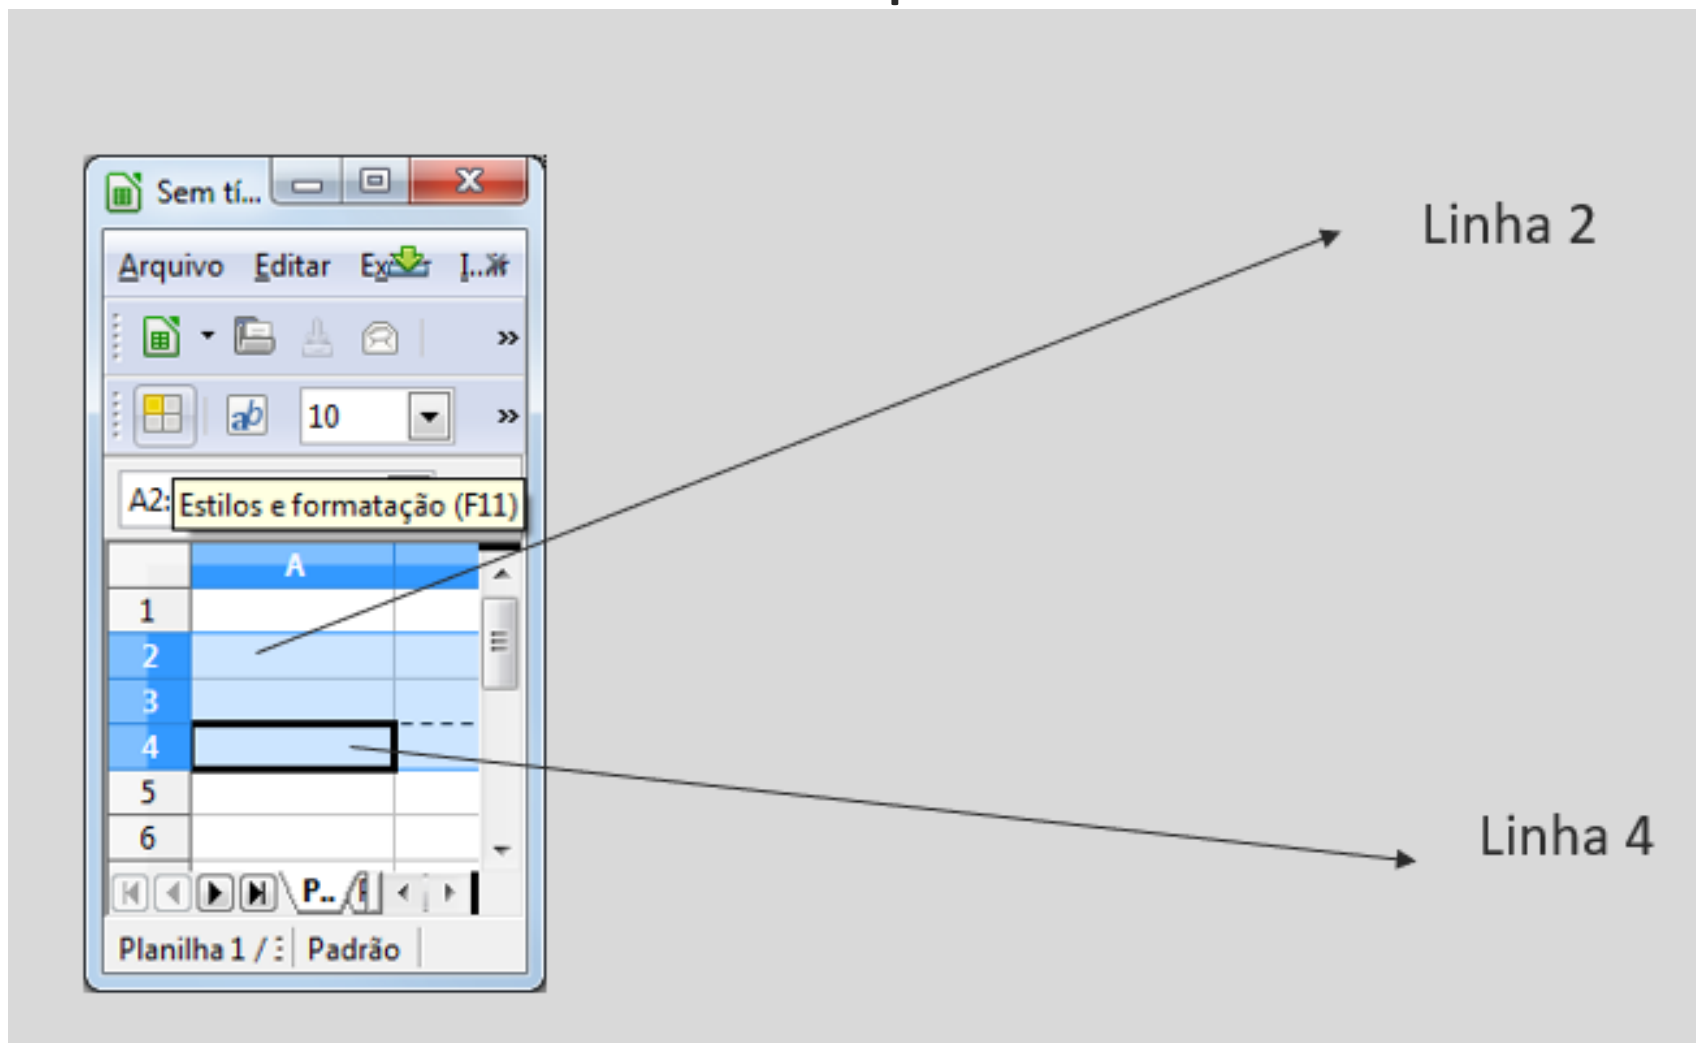 Sem tí...
Linha 2
Arquivo Editar I..
10
A2: Estilos e formatação (F11)
A
1
2
3
4
5
6
Linha 4
P..
Planilha 1 / Padrão